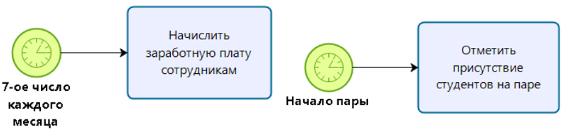 Начислить
заработную плату
сотрудникам
7-ое число
каждого
месяца
Отметить
присутствие
студентов на паре
Начало пары